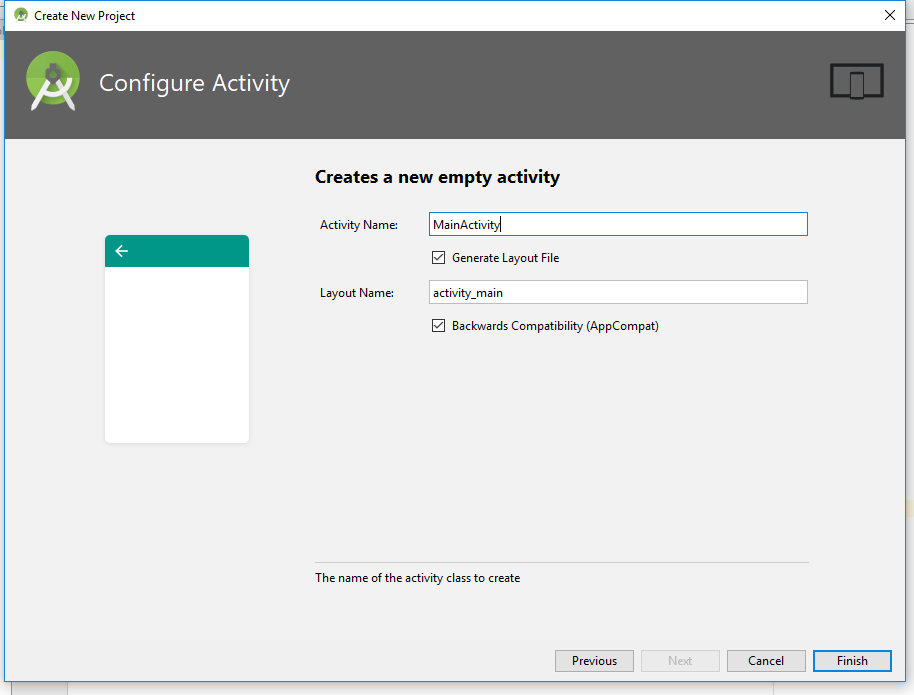 Create New Project
Configure Activity
Creates a new empty activity
Activity Name: MainActivity
Generate Layout File
Layout Name: activity_main
Backwards Compatibility (AppCompat)
The name of the activity class to create
Previous Next Cancel Finish